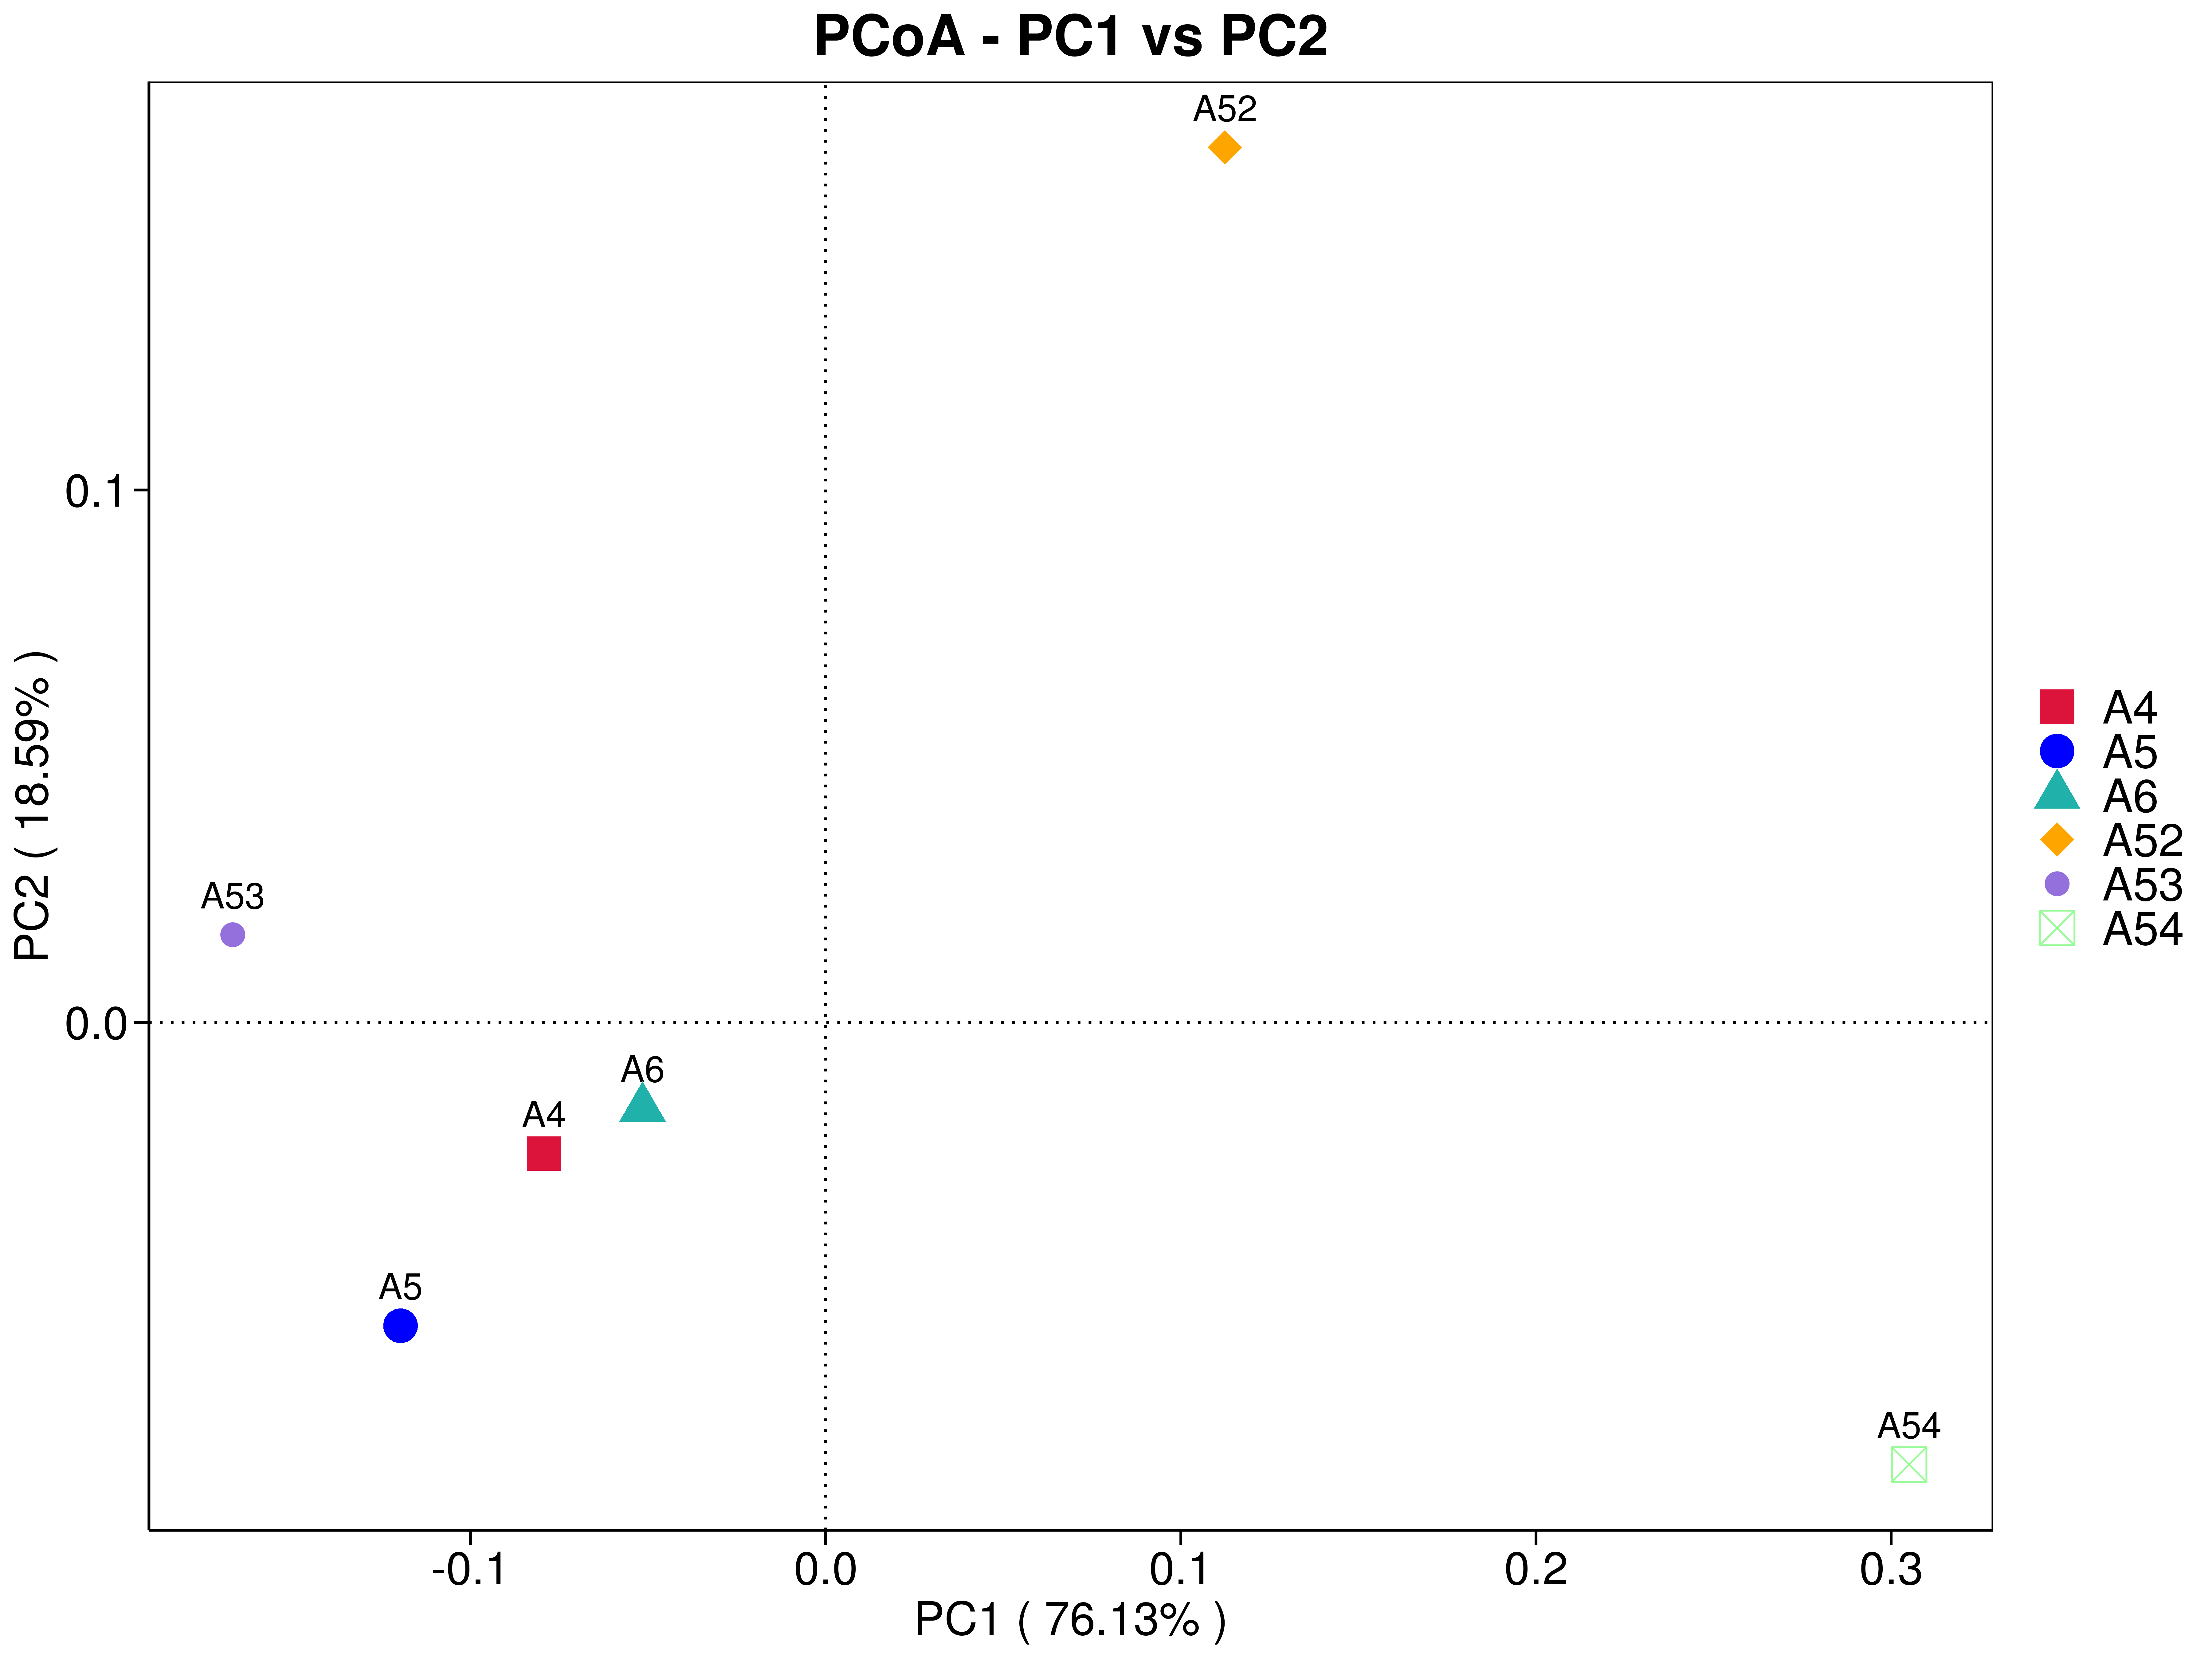 PCoA - PC1 vs PC2
A52
0.1
PC2 ( 18.59% )
A53
0.0
A6
A4
A5
A54
-0.1
0.0
0.1
0.2
0.3
PC1 ( 76.13% )
A4
A5
A6
A52
A53
A54